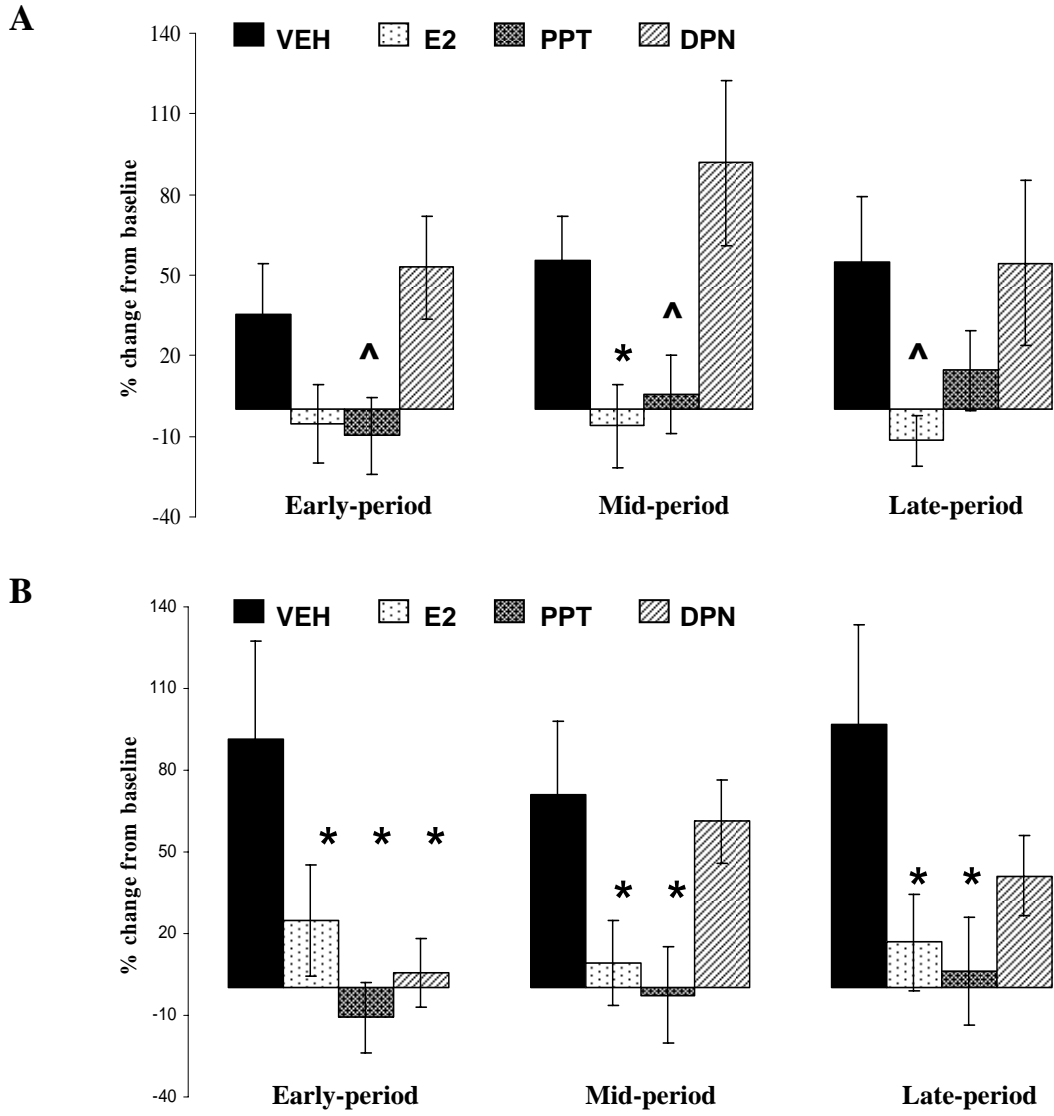 A
140
VEH E2 PPT DPN
110
80
50
^ ^
* ^
20
-10
-40
% change from baseline
Early-period Mid-period Late-period
B
140
VEH E2 PPT DPN
110
80
50
* * *
* * * *
20
-10
-40
% change from baseline
Early-period Mid-period Late-period